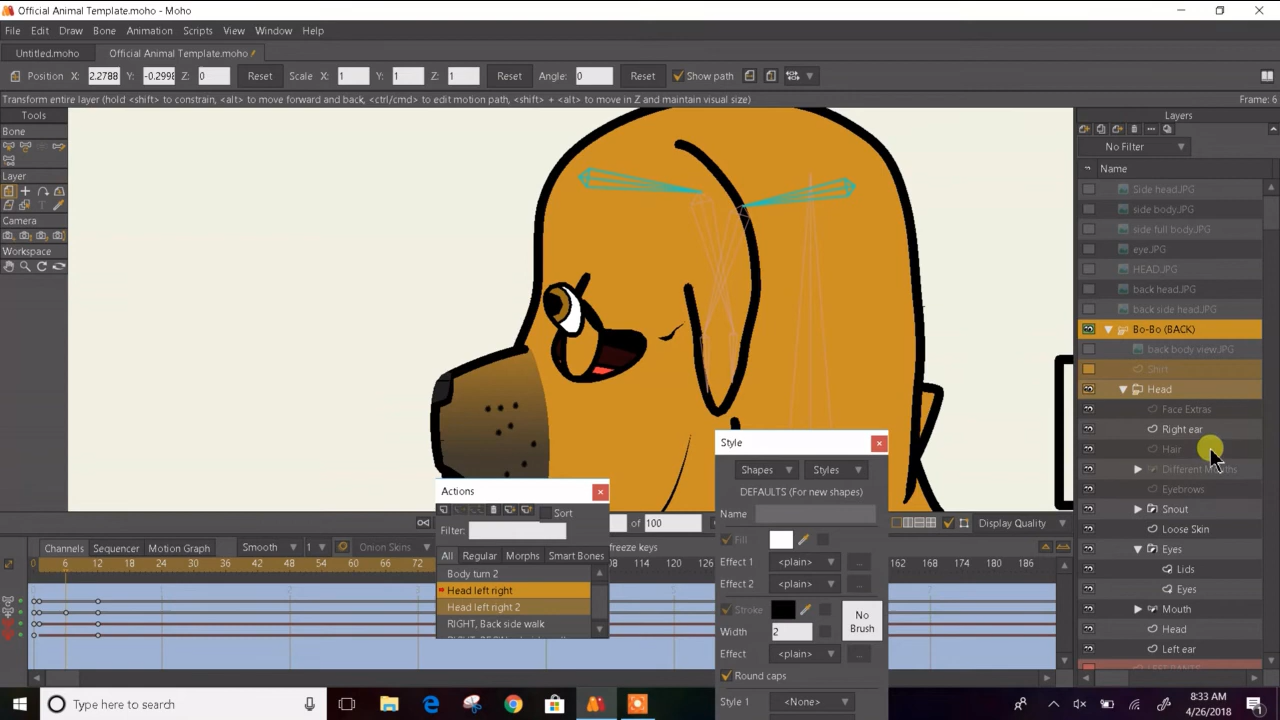 Official Animal Template.moho - Moho
File Edit Draw Bone Animation Scripts View Window Help
Untitled.moho Official Animal Template.moho
Position X: 2.2788 Y: -0.2998 Z: 0 Reset Scale X: 1 Y: 1 Z: 1 Reset Angle: 0 Reset Show path
Transform entire layer (hold <shift> to constrain, <alt> to move forward and back, <ctrl/cmd> to edit motion path, <shift> + <alt> to move in Z and maintain visual size) Frame: 6
Tools
Bone
Layer
Camera
Workspace
Layers
No Filter
Name
Side head.JPG
side body.JPG
side full bodyJPG
eye.JPG
HEAD.JPG
back head.JPG
back side head.JPG
Bo-Bo (BACK)
back body view.JPG
Shirt
Head
Face Extras
Right ear
Hair
Different Mouths
Eyebrows
Snout
Loose Skin
Eyes
Lids
Eyes
Mouth
Head
Left ear
Style
Shapes Styles
DEFAULTS (For new shapes)
Name
Fill
Effect 1 <plain> ...
Effect 2 <plain> ...
Stroke
Width 2
No Brush
Effect <plain> ...
Round caps
Style 1 <None>
Actions
Sort
Filter:
All Regular Morphs Smart Bones
Body turn 2
Head left right
Head left right 2
RIGHT, Back side walk
of 100
freeze keys
Display Quality
Channels Sequencer Motion Graph Smooth 1 Onion Skins
0 6 12 18 24 30 36 42 48 54 60 66 72 108 114 120 126 162 168 174 180 186
Type here to search
8:33 AM
4/26/2018